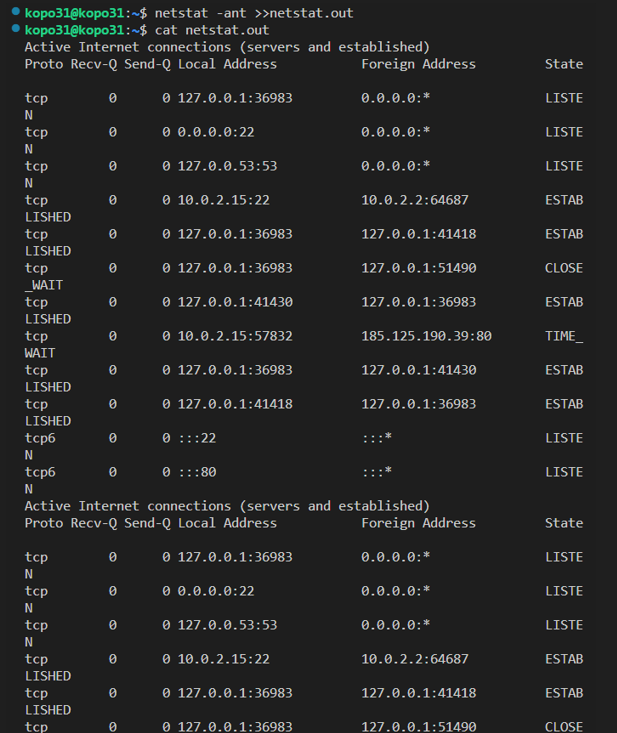 kopo31@kopo31:~$ netstat -ant >>netstat.out
kopo31@kopo31:~$ cat netstat.out
Active Internet connections (servers and established)
Proto Recv-Q Send-Q Local Address           Foreign Address         State

tcp        0      0 127.0.0.1:36983         0.0.0.0:*               LISTE
N
tcp        0      0 0.0.0.0:22              0.0.0.0:*               LISTE
N
tcp        0      0 127.0.0.53:53           0.0.0.0:*               LISTE
N
tcp        0      0 10.0.2.15:22            10.0.2.2:64687          ESTAB
LISHED
tcp        0      0 127.0.0.1:36983         127.0.0.1:41418         ESTAB
LISHED
tcp        0      0 127.0.0.1:36983         127.0.0.1:51490         CLOSE
_WAIT
tcp        0      0 127.0.0.1:41430         127.0.0.1:36983         ESTAB
LISHED
tcp        0      0 10.0.2.15:57832         185.125.190.39:80       TIME_
WAIT
tcp        0      0 127.0.0.1:36983         127.0.0.1:41430         ESTAB
LISHED
tcp        0      0 127.0.0.1:41418         127.0.0.1:36983         ESTAB
LISHED
tcp6       0      0 :::22                   :::*                    LISTE
N
tcp6       0      0 :::80                   :::*                    LISTE
N
Active Internet connections (servers and established)
Proto Recv-Q Send-Q Local Address           Foreign Address         State

tcp        0      0 127.0.0.1:36983         0.0.0.0:*               LISTE
N
tcp        0      0 0.0.0.0:22              0.0.0.0:*               LISTE
N
tcp        0      0 127.0.0.53:53           0.0.0.0:*               LISTE
N
tcp        0      0 10.0.2.15:22            10.0.2.2:64687          ESTAB
LISHED
tcp        0      0 127.0.0.1:36983         127.0.0.1:41418         ESTAB
LISHED
tcp        0      0 127.0.0.1:36983         127.0.0.1:51490         CLOSE